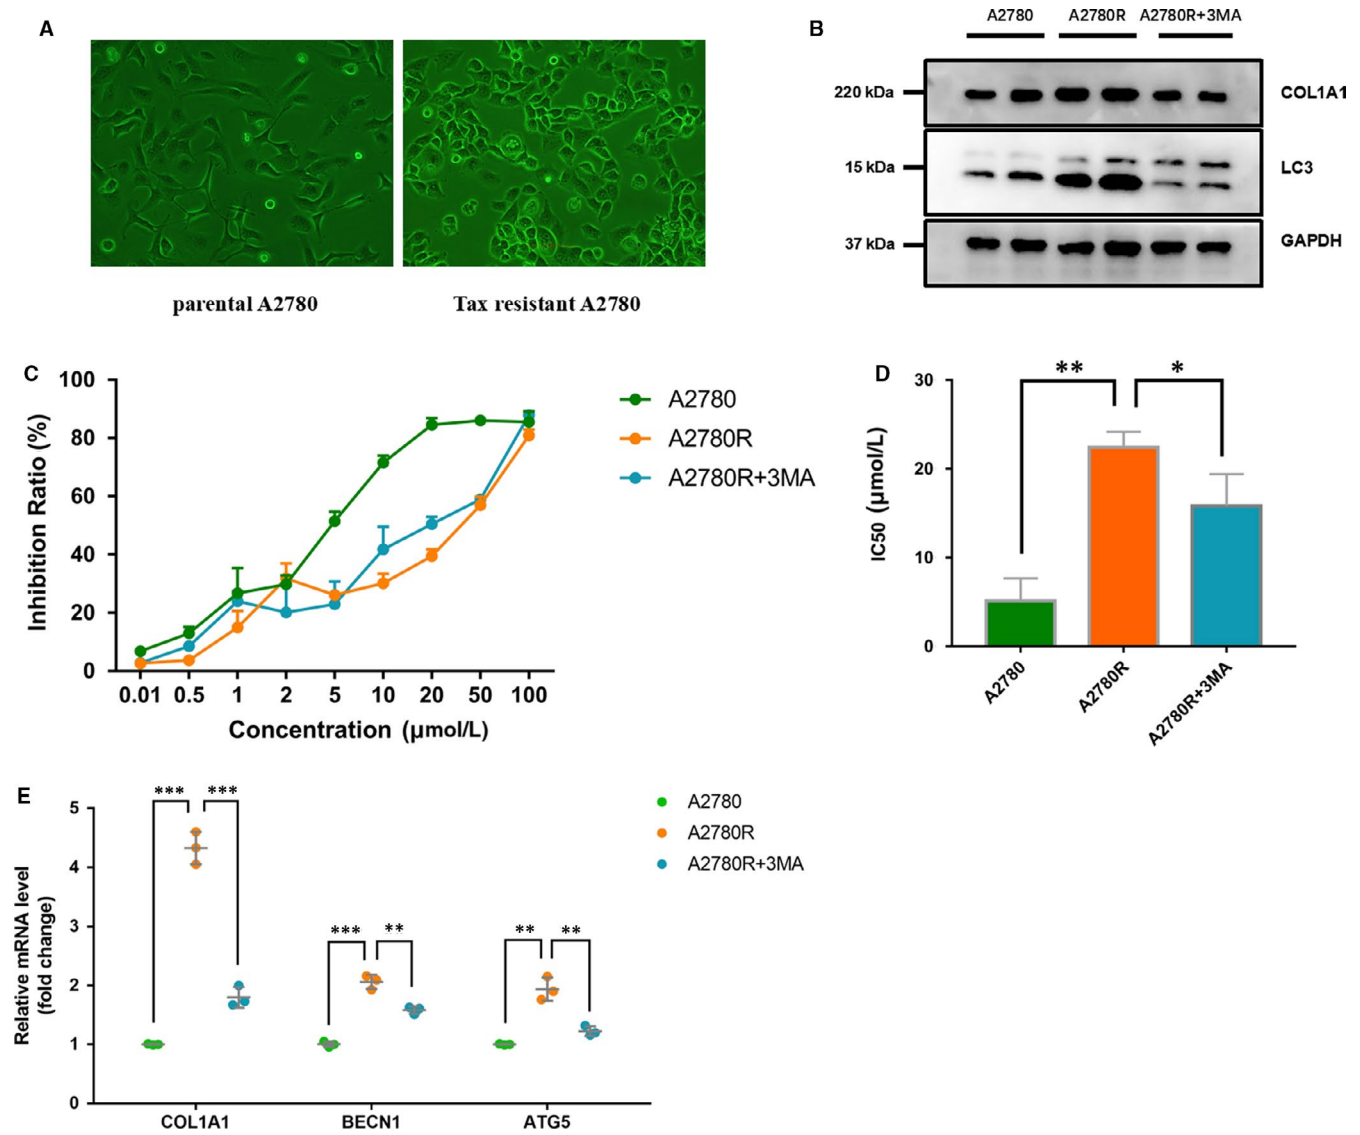 A
parental A2780
Tax resistant A2780
B
A2780 A2780R A2780R+3MA
220 kDa COL1A1
15 kDa LC3
37 kDa GAPDH
C
Inhibition Ratio (%)
100
80
60
40
20
0
0.01 0.5 1 2 5 10 20 50 100
Concentration (μmol/L)
A2780
A2780R
A2780R+3MA
D
IC50 (μmol/L)
30
20
10
0
** *
A2780 A2780R A2780R+3MA
E
Relative mRNA level
(fold change)
5
4
3
2
1
0
*** ***
*** ** ** **
COL1A1 BECN1 ATG5
A2780
A2780R
A2780R+3MA